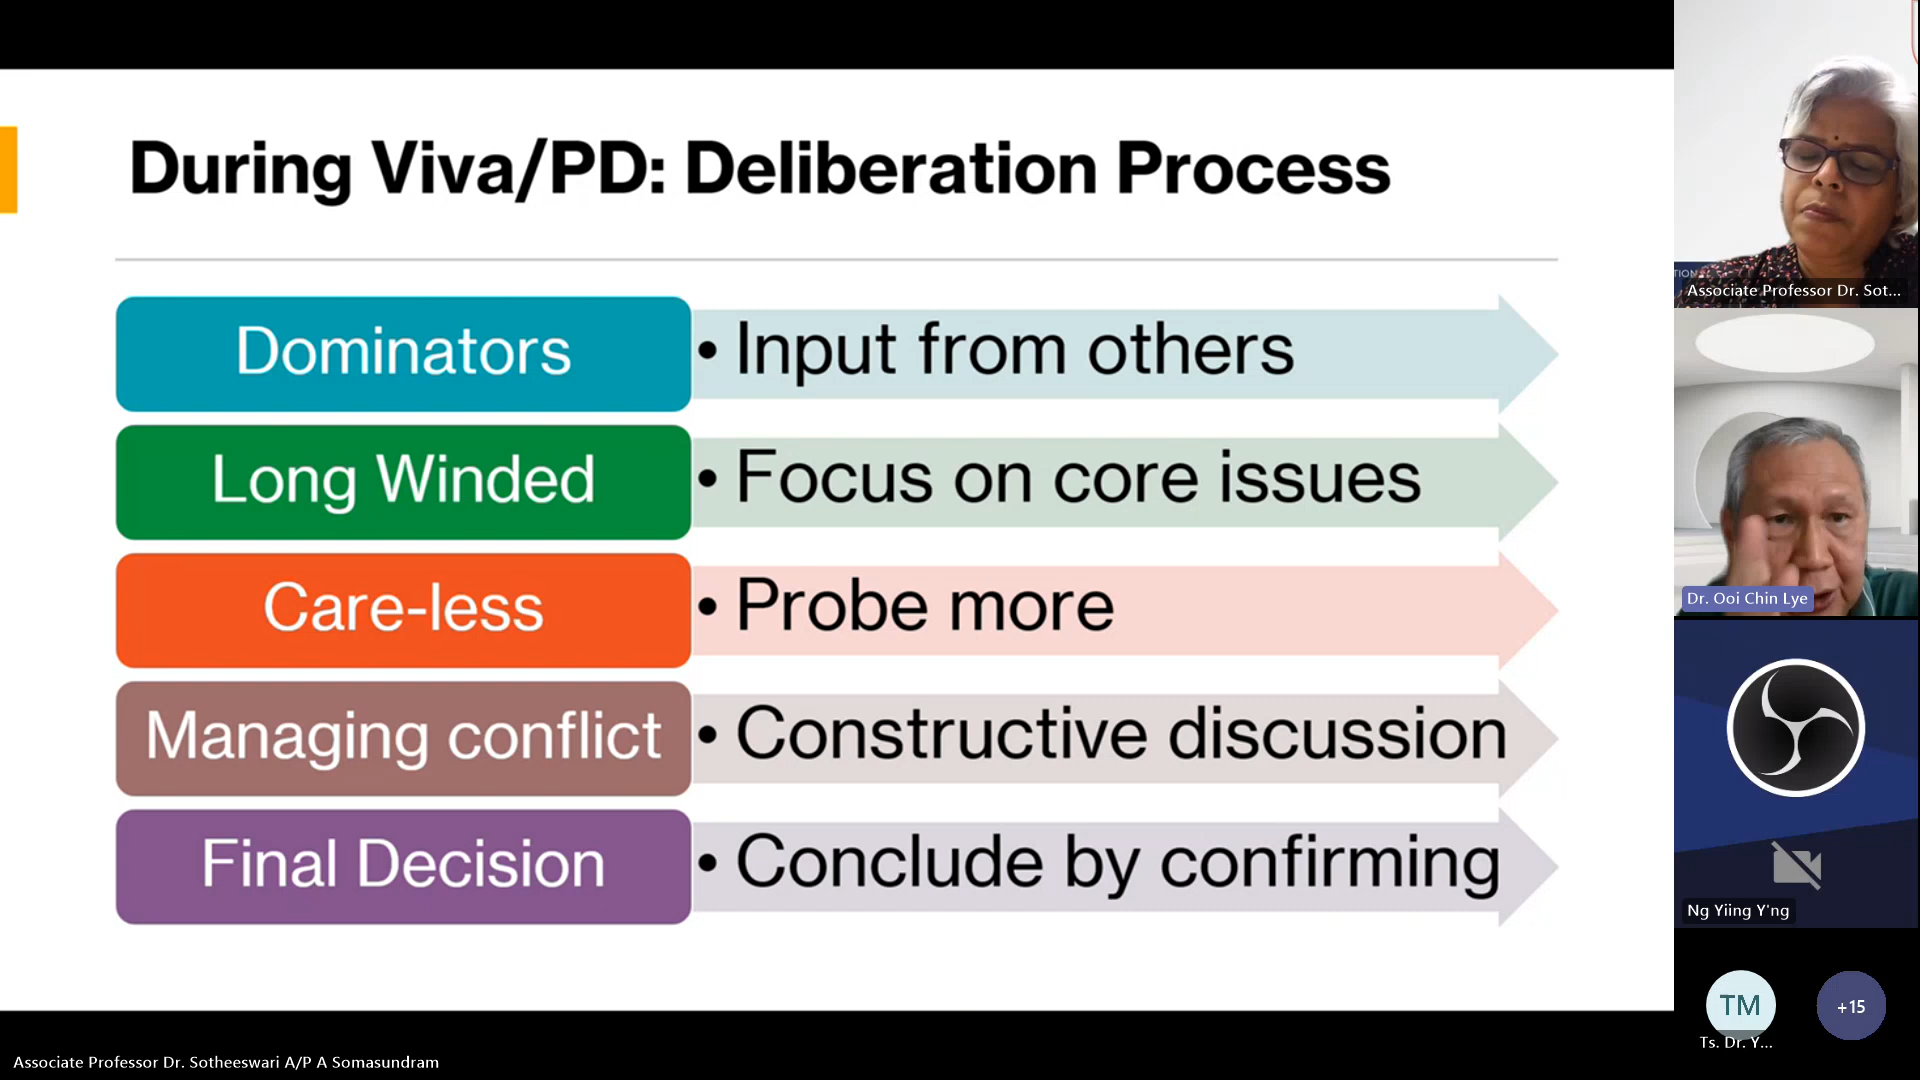 During Viva/PD: Deliberation Process
Dominators
• Input from others
Long Winded
• Focus on core issues
Care-less
• Probe more
Managing conflict
• Constructive discussion
Final Decision
• Conclude by confirming
TION
Associate Professor Dr. Sot...
Dr. Ooi Chin Lye
Ng Yiing Y'ng
TM
+15
Ts. Dr. Y...
Associate Professor Dr. Sotheeswari A/P A Somasundram